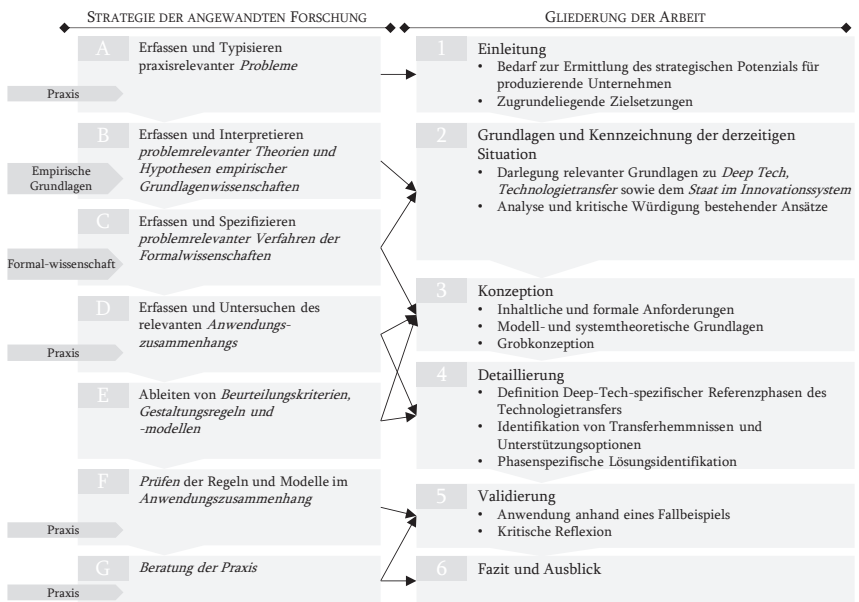 STRATEGIE DER ANGEWANDTEN FORSCHUNG
A
Erfassen und Typisieren
praxisrelevanter Probleme
Praxis
B
Erfassen und Interpretieren
problemrelevanter Theorien und
Hypothesen empirischer
Grundlagenwissenschaften
Empirische
Grundlagen
C
Erfassen und Spezifizieren
problemrelevanter Verfahren der
Formalwissenschaften
Formal-wissenschaft
D
Erfassen und Untersuchen des
relevanten Anwendungs-
zusammenhangs
Praxis
E
Ableiten von Beurteilungskriterien,
Gestaltungsregeln und
-modellen
F
Prüfen der Regeln und Modelle im
Anwendungszusammenhang
Praxis
G
Beratung der Praxis
Praxis
GLIEDERUNG DER ARBEIT
1
Einleitung
• Bedarf zur Ermittlung des strategischen Potenzials für
produzierende Unternehmen
• Zugrundeliegende Zielsetzungen
2
Grundlagen und Kennzeichnung der derzeitigen
Situation
• Darlegung relevanter Grundlagen zu Deep Tech,
Technologietransfer sowie dem Staat im Innovationssystem
• Analyse und kritische Würdigung bestehender Ansätze
3
Konzeption
• Inhaltliche und formale Anforderungen
• Modell- und systemtheoretische Grundlagen
• Grobkonzeption
4
Detaillierung
• Definition Deep-Tech-spezifischer Referenzphasen des
Technologietransfers
• Identifikation von Transferhemmnissen und
Unterstützungsoptionen
• Phasenspezifische Lösungsidentifikation
5
Validierung
• Anwendung anhand eines Fallbeispiels
• Kritische Reflexion
6
Fazit und Ausblick